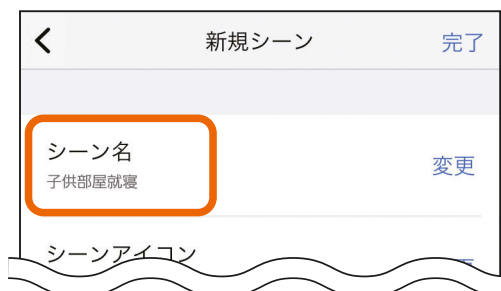 新規シーン
完了
シーン名
子供部屋就寝
変更
シーンアイコン